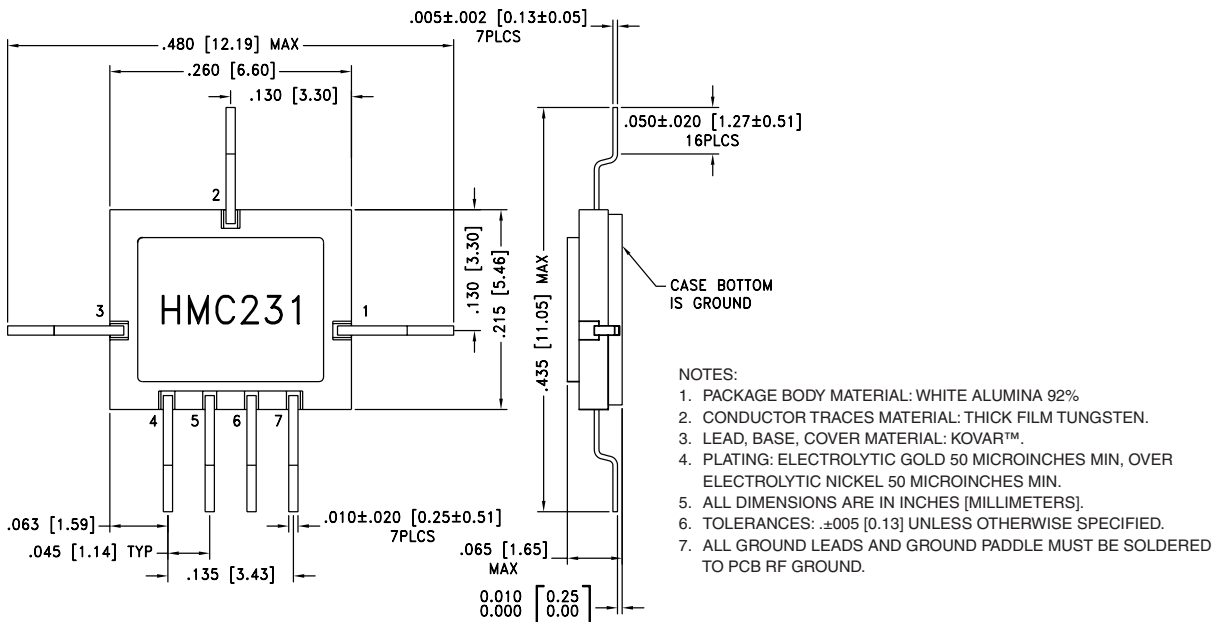 .005±.002 [0.13±0.05]
7PLCS
.480 [12.19] MAX
.260 [6.60]
.130 [3.30]
.050±.020 [1.27±0.51]
16PLCS
2
.130 [3.30]
.215 [5.46]
.435 [11.05] MAX
CASE BOTTOM
IS GROUND
3
HMC231
1
4
5
6
7
.063 [1.59]
.010±.020 [0.25±0.51]
7PLCS
.045 [1.14] TYP
.135 [3.43]
.065 [1.65]
MAX
0.010 [0.25]
0.000 [0.00]
NOTES:
1. PACKAGE BODY MATERIAL: WHITE ALUMINA 92%
2. CONDUCTOR TRACES MATERIAL: THICK FILM TUNGSTEN.
3. LEAD, BASE, COVER MATERIAL: KOVAR™.
4. PLATING: ELECTROLYTIC GOLD 50 MICROINCHES MIN, OVER
ELECTROLYTIC NICKEL 50 MICROINCHES MIN.
5. ALL DIMENSIONS ARE IN INCHES [MILLIMETERS].
6. TOLERANCES: .±005 [0.13] UNLESS OTHERWISE SPECIFIED.
7. ALL GROUND LEADS AND GROUND PADDLE MUST BE SOLDERED
TO PCB RF GROUND.